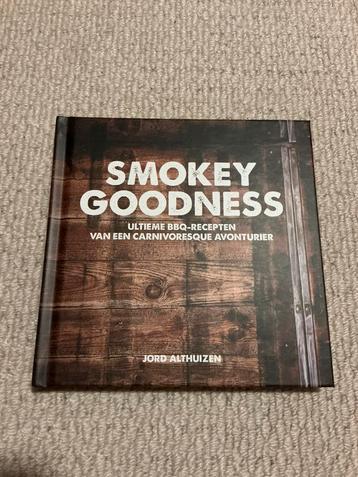 SMOKEY
GOODNESS
ULTIEME BBQ-RECEPTEN
VAN EEN CARNIVORESQUE AVONTURIER
JORD ALTHUIZEN